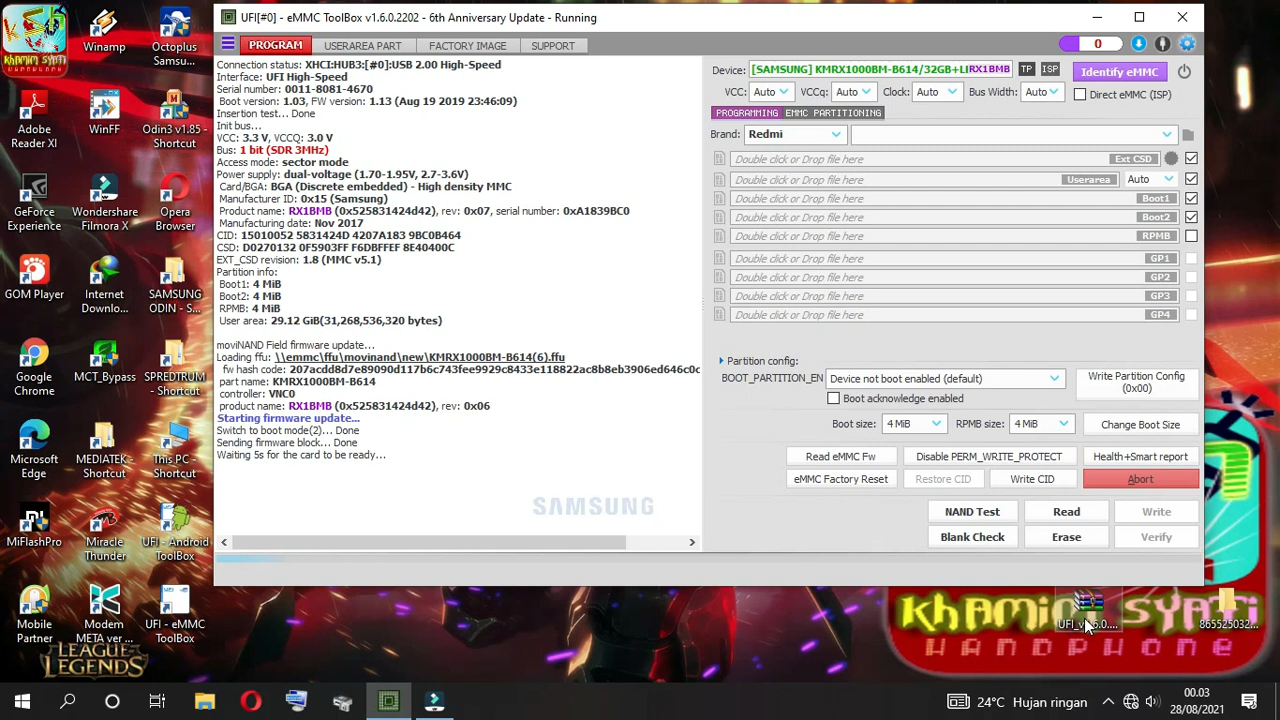 UFI[#0] - eMMC ToolBox v1.6.0.2202 - 6th Anniversary Update - Running
PROGRAM
USERAREA PART
FACTORY IMAGE
SUPPORT
0
Connection status: XHCI:HUB3:[#0]:USB 2.00 High-Speed
Interface: UFI High-Speed
Serial number: 0011-8081-4670
Boot version: 1.03, FW version: 1.13 (Aug 19 2019 23:46:09)
Insertion test... Done
Init bus...
VCC: 3.3 V, VCCQ: 3.0 V
Bus: 1 bit (SDR 3MHz)
Access mode: sector mode
Power supply: dual-voltage (1.70-1.95V, 2.7-3.6V)
Card/BGA: BGA (Discrete embedded) - High density MMC
Manufacturer ID: 0x15 (Samsung)
Product name: RX1BMB (0x525831424d42), rev: 0x07, serial number: 0xA1839BC0
Manufacturing date: Nov 2017
CID: 15010052 5831424D 4207A183 9BC0B464
CSD: D0270132 0F5903FF F6DBFFEF 8E40400C
EXT_CSD revision: 1.8 (MMC v5.1)
Partition info:
Boot1: 4 MiB
Boot2: 4 MiB
RPMB: 4 MiB
User area: 29.12 GiB(31,268,536,320 bytes)
moviNAND Field firmware update...
Loading ffu: \\emmc\ffu\movinand\new\KMRX1000BM-B614(6).ffu
fw hash code: 207acdd8d7e89090d117b6c743fee9929c8433e118822ac8b8eb3906ed646c0c
part name: KMRX1000BM-B614
controller: VNC0
product name: RX1BMB (0x525831424d42), rev: 0x06
Starting firmware update...
Switch to boot mode(2)... Done
Sending firmware block... Done
Waiting 5s for the card to be ready...
SAMSUNG
Device: [SAMSUNG] KMRX1000BM-B614/32GB+LI RX1BMB TP ISP Identify eMMC
VCC: Auto VCCq: Auto Clock: Auto Bus Width: Auto Direct eMMC (ISP)
PROGRAMMING EMMC PARTITIONING
Brand: Redmi
Double click or Drop file here Ext CSD
Double click or Drop file here Userarea Auto
Double click or Drop file here Boot1
Double click or Drop file here Boot2
Double click or Drop file here RPMB
Double click or Drop file here GP1
Double click or Drop file here GP2
Double click or Drop file here GP3
Double click or Drop file here GP4
Partition config:
BOOT_PARTITION_EN Device not boot enabled (default)
Write Partition Config
(0x00)
Boot acknowledge enabled
Boot size: 4 MiB RPMB size: 4 MiB Change Boot Size
Read eMMC Fw Disable PERM_WRITE_PROTECT Health+Smart report
eMMC Factory Reset Restore CID Write CID Abort
NAND Test Read Write
Blank Check Erase Verify
Winamp
Octoplus
Samsu...
Adobe
Reader XI
WinFF
Odin3 v1.85 -
Shortcut
GeForce
Experience
Wondershare
Filmora X
Opera
Browser
GOM Player
Internet
Downlo...
SAMSUNG
ODIN - S...
Google
Chrome
MCT_Bypass
SPREDTRUM
- Shortcut
Microsoft
Edge
MEDIATEK -
Shortcut
This PC -
Shortcut
MiFlashPro
Miracle
Thunder
UFI - Android
ToolBox
Mobile
Partner
Modem
META ver ...
UFI - eMMC
ToolBox
LEAGUE of
LEGENDS
865525032...
KHAMIM SYATI
HANDPHONE
24°C Hujan ringan
00.03
28/08/2021